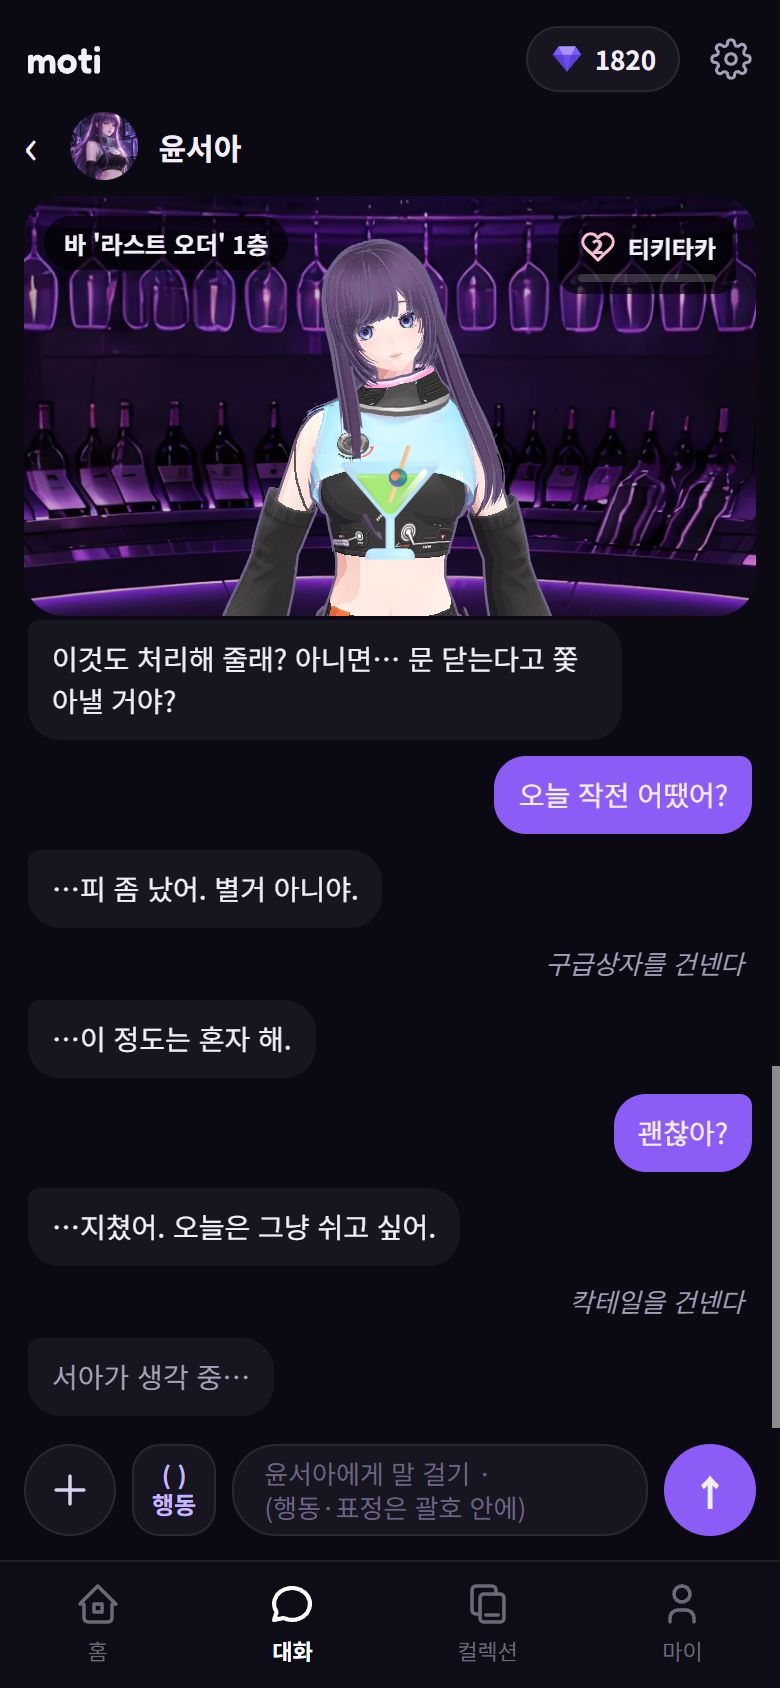 moti
1820
윤서아
바 '라스트 오더' 1층
2
티키타카
이것도 처리해 줄래? 아니면… 문 닫는다고 쫓
아낼 거야?
오늘 작전 어땠어?
…피 좀 났어. 별거 아니야.
구급상자를 건넨다
…이 정도는 혼자 해.
괜찮아?
…지쳤어. 오늘은 그냥 쉬고 싶어.
칵테일을 건넨다
서아가 생각 중…
( )
행동
윤서아에게 말 걸기 ·
(행동·표정은 괄호 안에)
홈
대화
컬렉션
마이